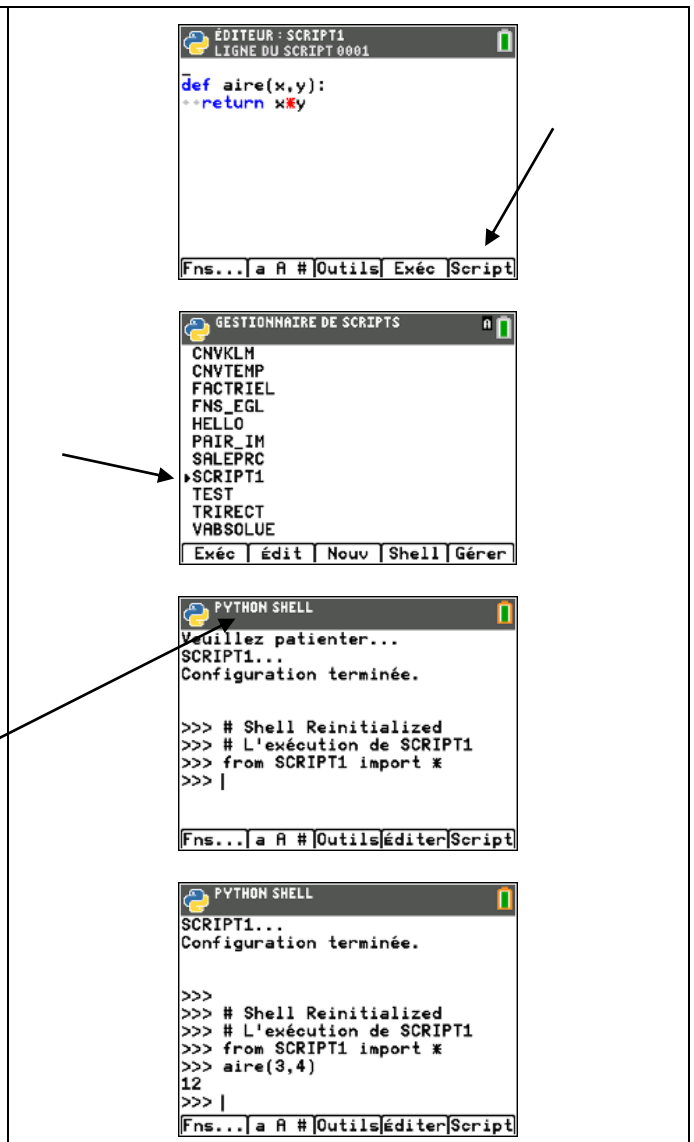 ÉDITEUR : SCRIPT1
LIGNE DU SCRIPT 0001
def aire(x,y):
··return x*y
Fns... a A # Outils Exéc Script
GESTIONNAIRE DE SCRIPTS A
CNVKLM
CNVTEMP
FACTRIEL
FNS_EGL
HELLO
PAIR_IM
SALEPRC
▸SCRIPT1
TEST
TRIRECT
VABSOLUE
Exéc édit Nouv Shell Gérer
PYTHON SHELL
Veuillez patienter...
SCRIPT1...
Configuration terminée.
>>> # Shell Reinitialized
>>> # L'exécution de SCRIPT1
>>> from SCRIPT1 import *
>>> |
Fns... a A # Outils éditer Script
PYTHON SHELL
SCRIPT1...
Configuration terminée.
>>>
>>> # Shell Reinitialized
>>> # L'exécution de SCRIPT1
>>> from SCRIPT1 import *
>>> aire(3,4)
12
>>> |
Fns... a A # Outils éditer Script